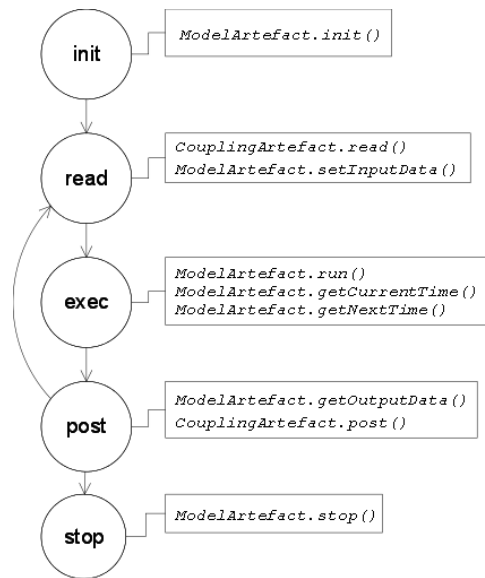 init
ModelArtefact.init()
read
CouplingArtefact.read()
ModelArtefact.setInputData()
exec
ModelArtefact.run()
ModelArtefact.getCurrentTime()
ModelArtefact.getNextTime()
post
ModelArtefact.getOutputData()
CouplingArtefact.post()
stop
ModelArtefact.stop()